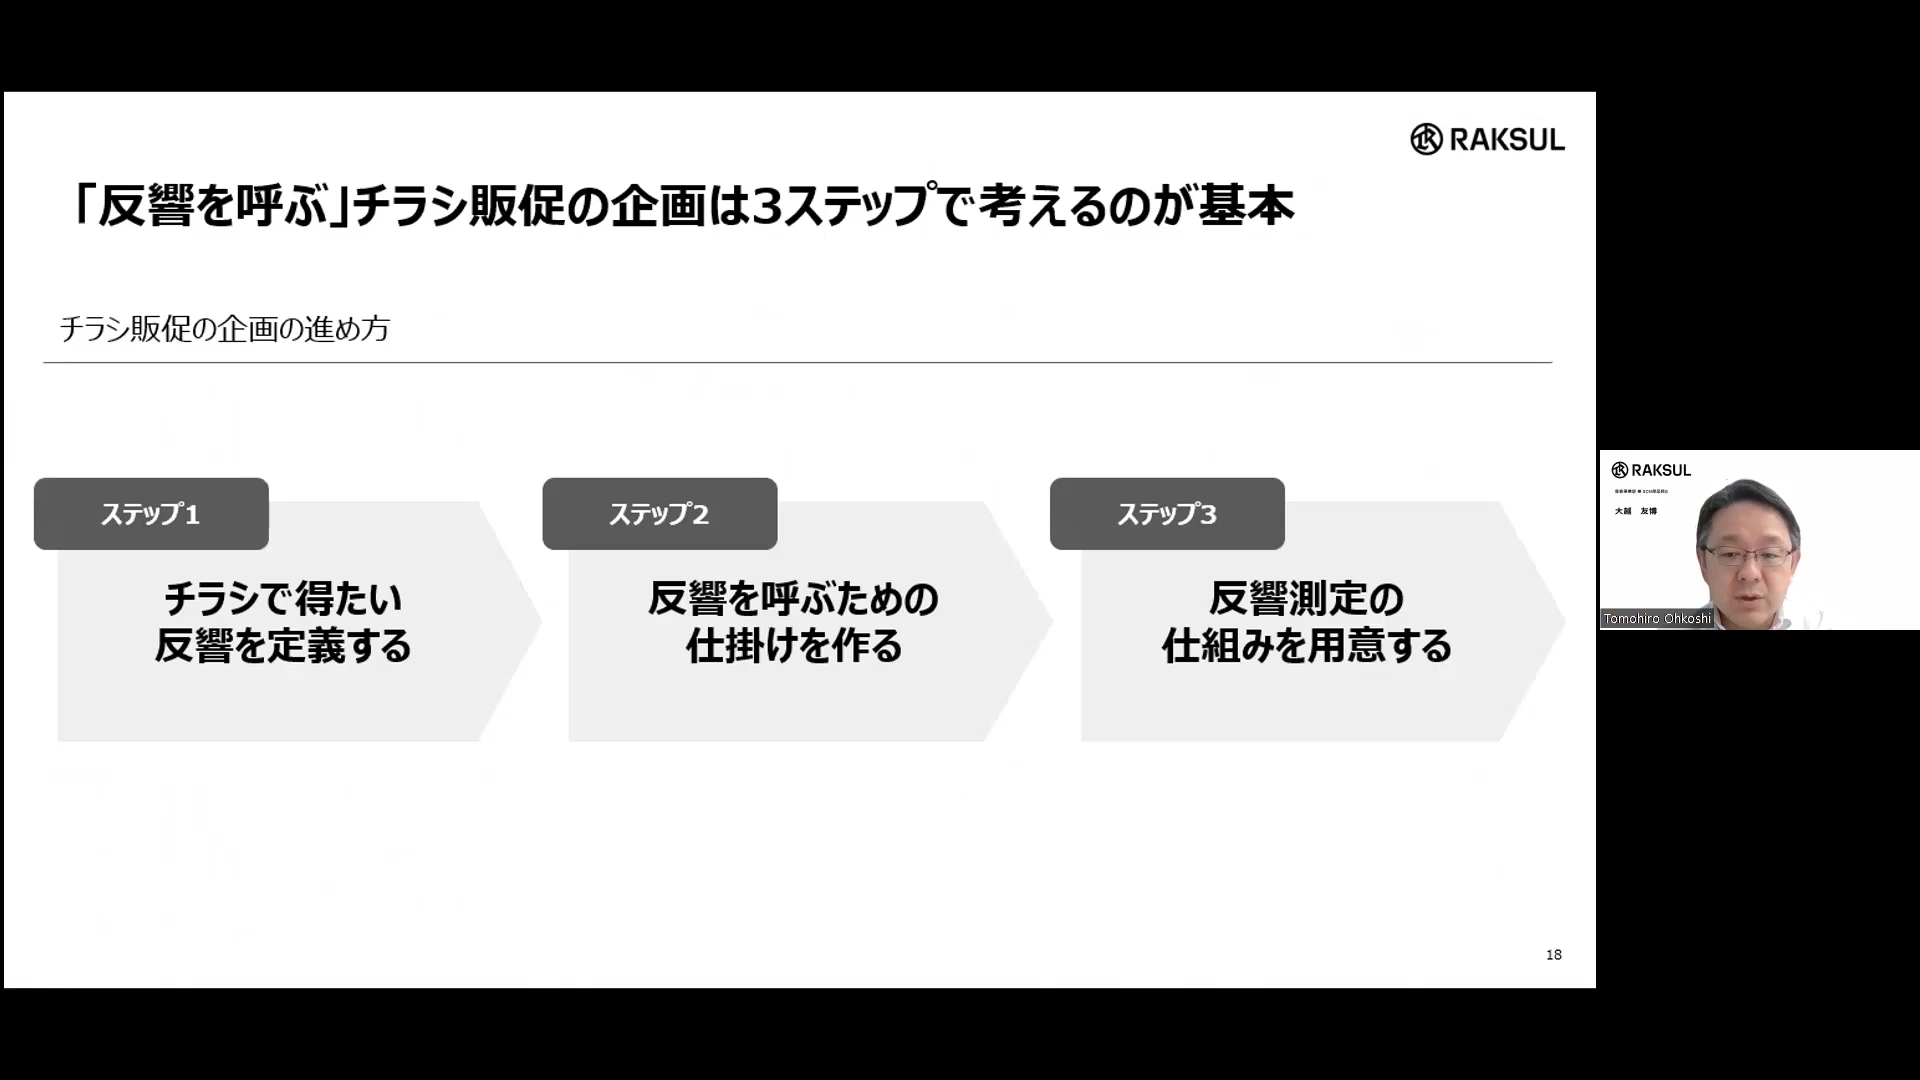 RAKSUL
「反響を呼ぶ」チラシ販促の企画は3ステップで考えるのが基本
チラシ販促の企画の進め方
ステップ1
チラシで得たい
反響を定義する
ステップ2
反響を呼ぶための
仕掛けを作る
ステップ3
反響測定の
仕組みを用意する
18
RAKSUL
大越 友博
Tomohiro Ohkoshi